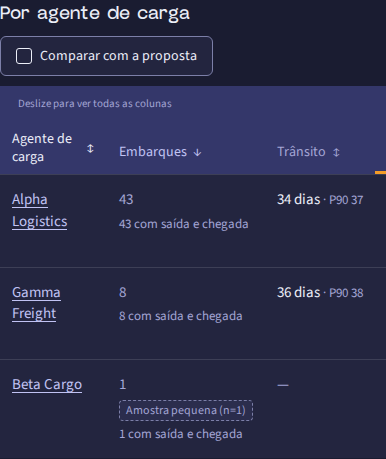 Por agente de carga
Comparar com a proposta
Deslize para ver todas as colunas
Agente de
carga ↕
Embarques ↓
Trânsito ↕
Alpha
Logistics
43
43 com saída e chegada
34 dias · P90 37
Gamma
Freight
8
8 com saída e chegada
36 dias · P90 38
Beta Cargo
1
Amostra pequena (n=1)
1 com saída e chegada
—